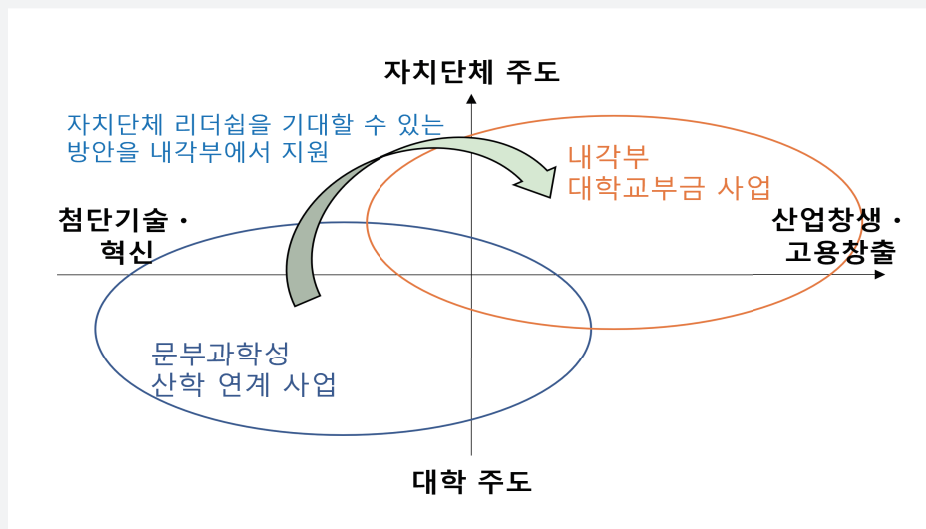 자치단체 주도
자치단체 리더쉽을 기대할 수 있는
방안을 내각부에서 지원
내각부
대학교부금 사업
첨단기술·
혁신
산업창생·
고용창출
문부과학성
산학 연계 사업
대학 주도